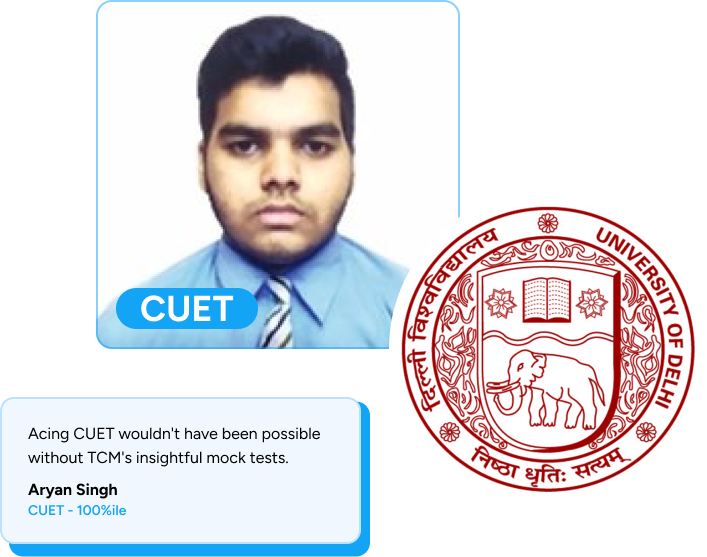 CUET
दिल्ली विश्वविद्यालय
UNIVERSITY OF DELHI
निष्ठा धृतिः सत्यम्
Acing CUET wouldn't have been possible
without TCM's insightful mock tests.
Aryan Singh
CUET - 100%ile